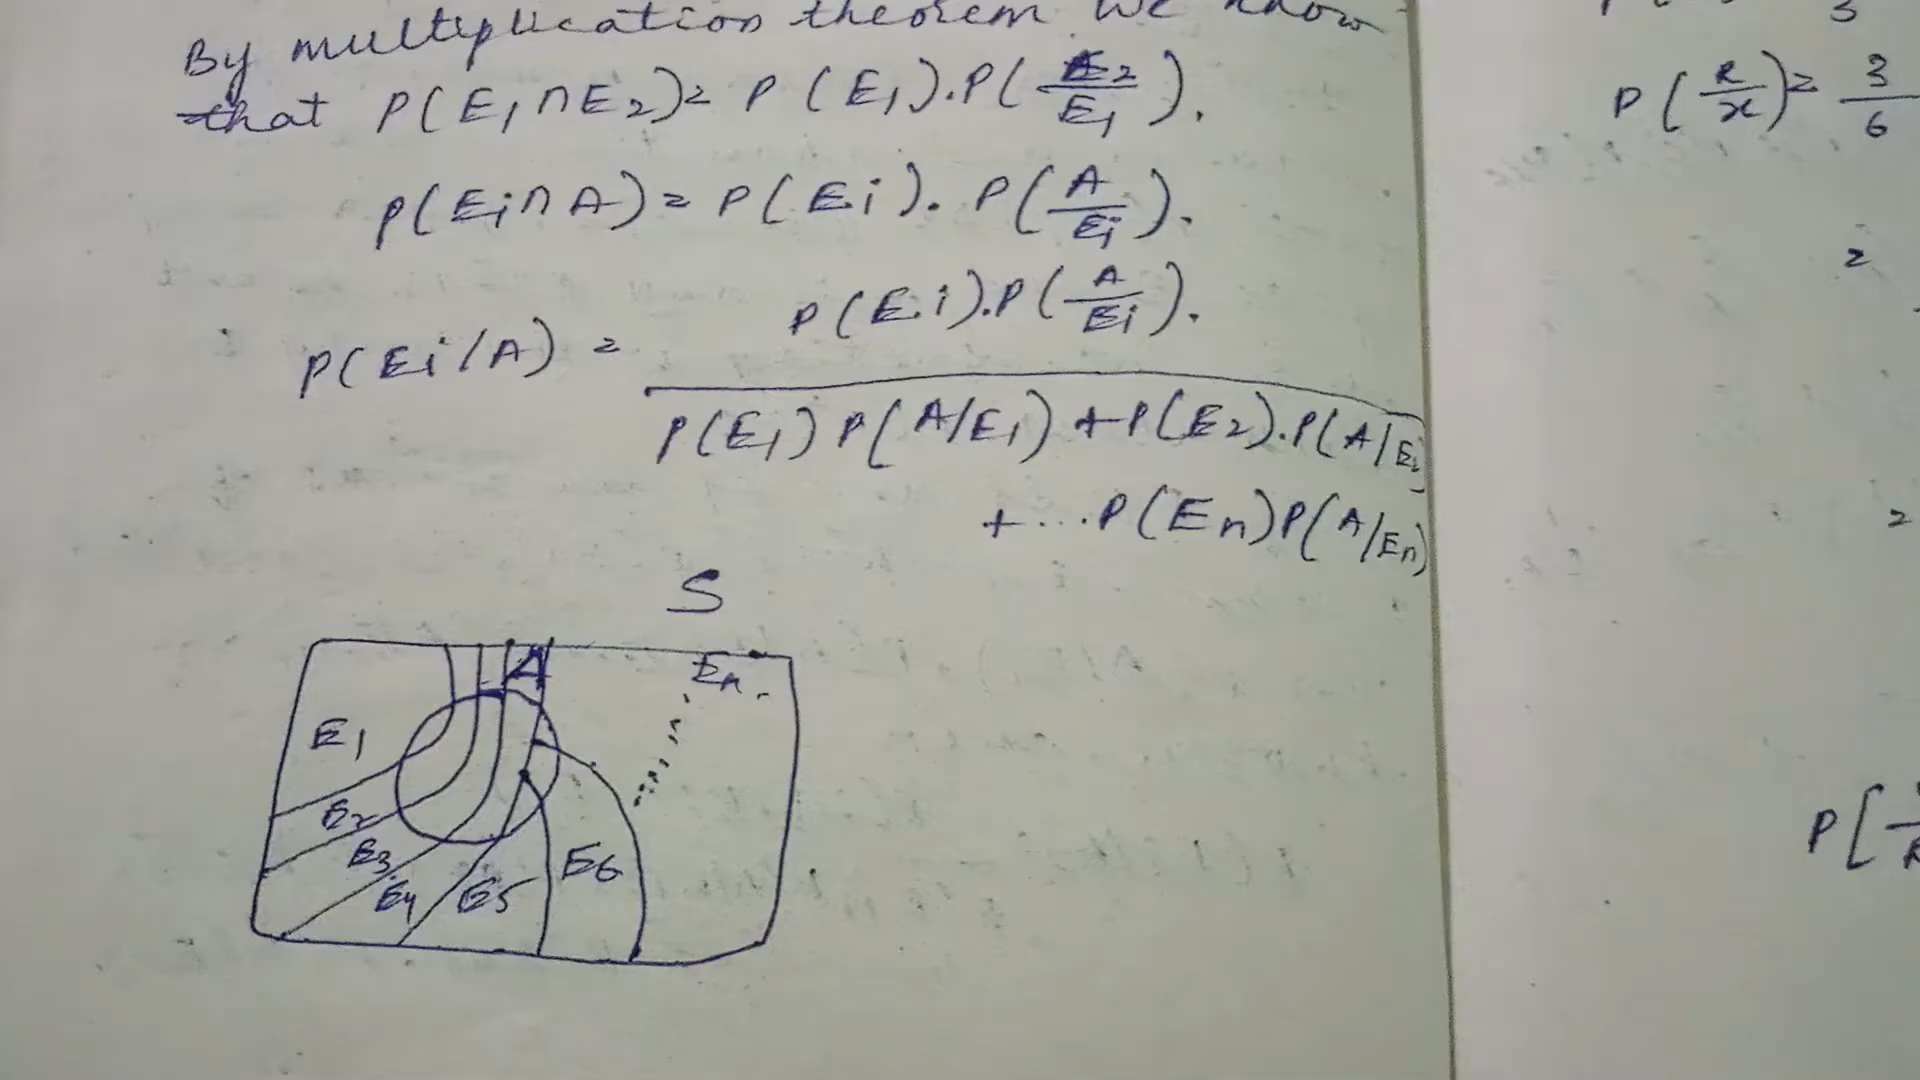 By multiplication theorem we know
that P(E₁∩E₂)= P(E₁).P(E₂/E₁).
P(Ei∩A)= P(Ei). P(A/Ei).
P(Ei/A) = P(Ei).P(A/Ei).
P(E₁) P(A/E₁) +P(E₂).P(A/E₂)
+ ...P(En)P(A/En)
S
A
En.
E₁
E₂
E₃
E₄
E₅
E₆
3
P(R/x)= 3/6
=
=
P(